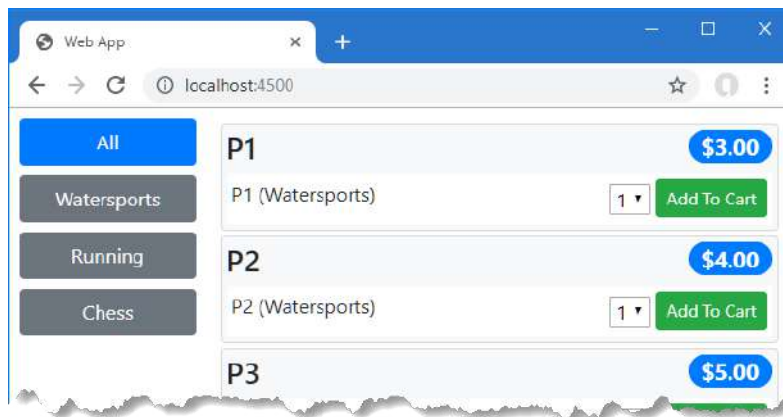 Web App
localhost:4500
All
Watersports
Running
Chess
P1
$3.00
P1 (Watersports)
1
Add To Cart
P2
$4.00
P2 (Watersports)
1
Add To Cart
P3
$5.00